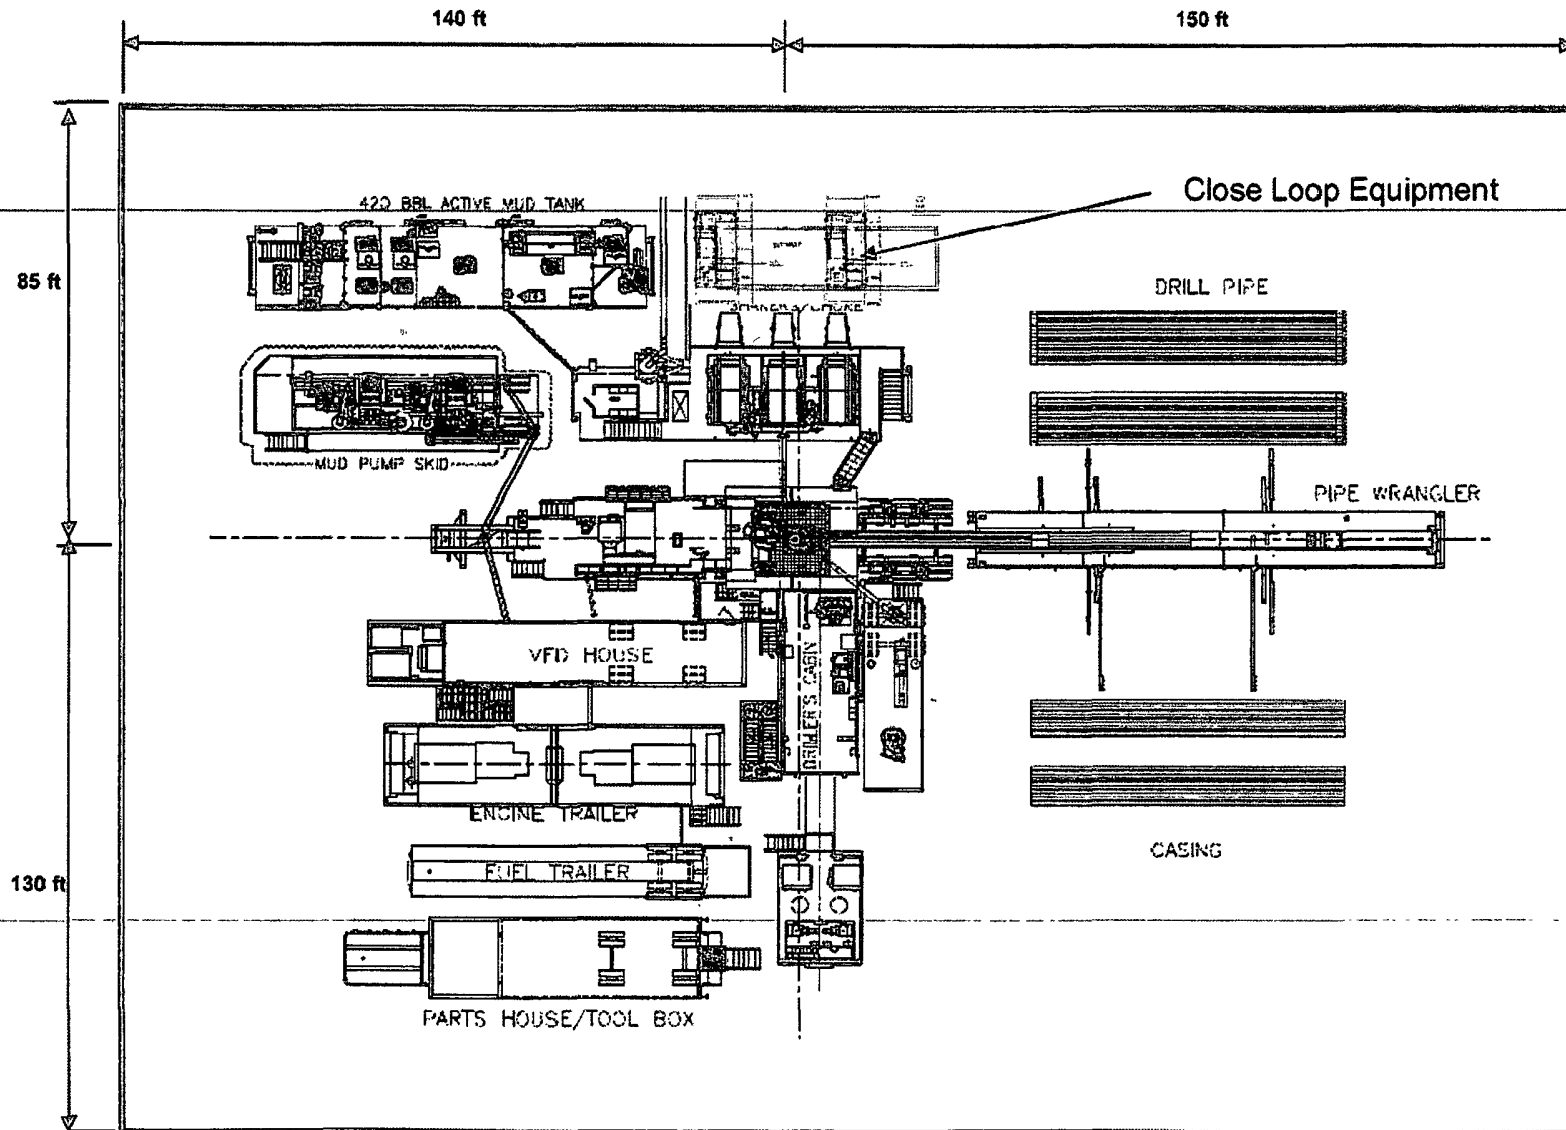 140 ft
150 ft
420 BBL ACTIVE MUD TANK
Close Loop Equipment
85 ft
DRILL PIPE
MUD PUMP SKID
PIPE WRANGLER
VFD HOUSE
DRILLER'S CABIN
ENGINE TRAILER
CASING
FUEL TRAILER
130 ft
PARTS HOUSE/TOOL BOX